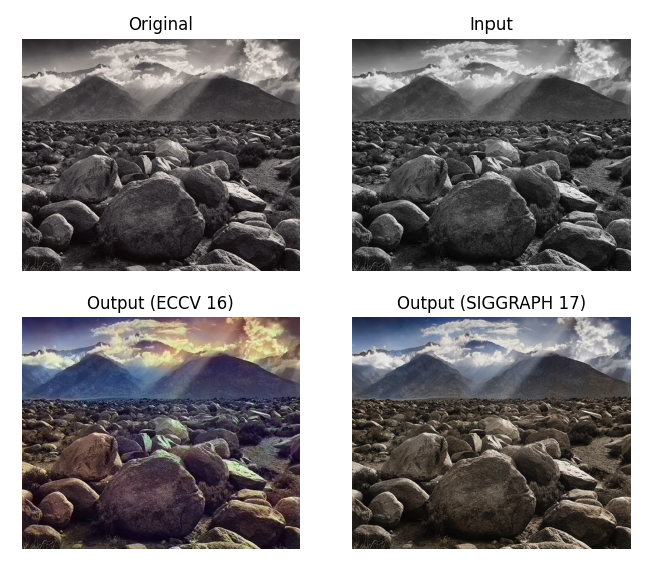 Original
Input
Output (ECCV 16)
Output (SIGGRAPH 17)